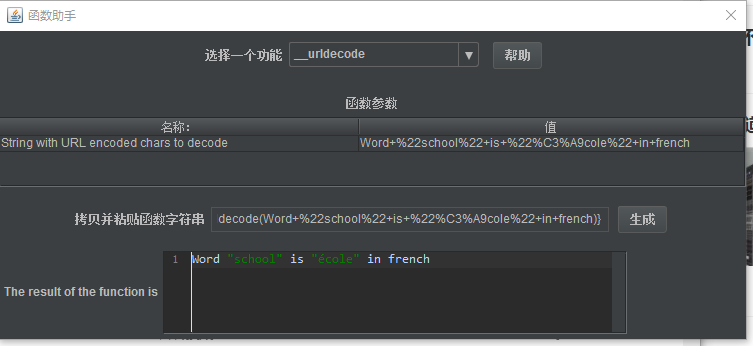 函数助手
选择一个功能 __urldecode 帮助
函数参数
名称: 值
String with URL encoded chars to decode Word+%22school%22+is+%22%C3%A9cole%22+in+french
拷贝并粘贴函数字符串 decode(Word+%22school%22+is+%22%C3%A9cole%22+in+french)} 生成
1 Word "school" is "école" in french
The result of the function is